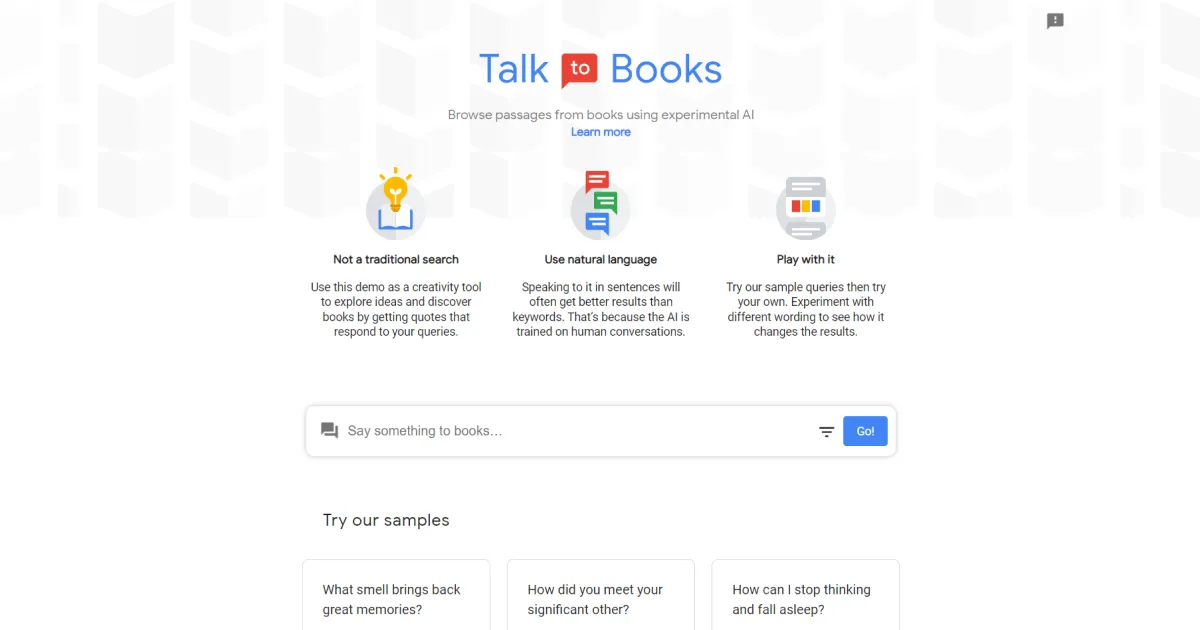 Talk to Books
Browse passages from books using experimental AI
Learn more
Not a traditional search
Use this demo as a creativity tool
to explore ideas and discover
books by getting quotes that
respond to your queries.
Use natural language
Speaking to it in sentences will
often get better results than
keywords. That's because the AI is
trained on human conversations.
Play with it
Try our sample queries then try
your own. Experiment with
different wording to see how it
changes the results.
Say something to books…
Go!
Try our samples
What smell brings back
great memories?
How did you meet your
significant other?
How can I stop thinking
and fall asleep?